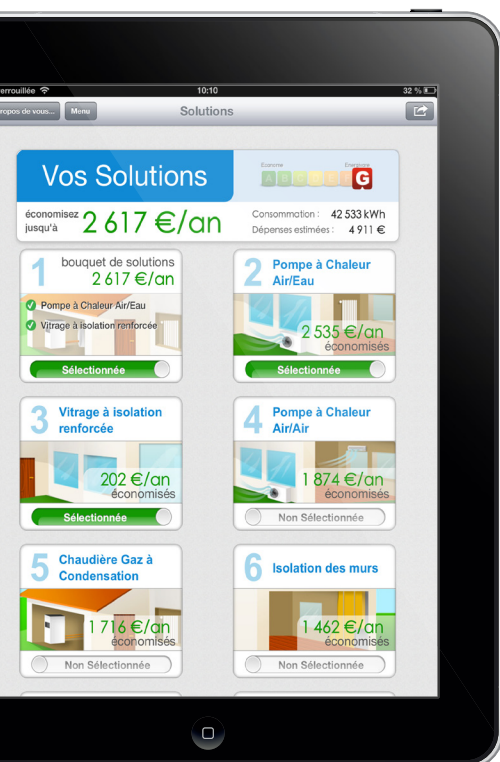 errouillée
10:10
32 %
ropos de vous...
Menu
Solutions
Vos Solutions
Econome
Energivore
A B C D E F G
économisez
jusqu'à
2 617 €/an
Consommation : 42 533 kWh
Dépenses estimées : 4 911 €
1
bouquet de solutions
2 617 €/an
Pompe à Chaleur Air/Eau
Vitrage à isolation renforcée
Sélectionnée
2
Pompe à Chaleur
Air/Eau
2 535 €/an
économisés
Sélectionnée
3
Vitrage à isolation
renforcée
202 €/an
économisés
Sélectionnée
4
Pompe à Chaleur
Air/Air
1 874 €/an
économisés
Non Sélectionnée
5
Chaudière Gaz à
Condensation
1 716 €/an
économisés
Non Sélectionnée
6
Isolation des murs
1 462 €/an
économisés
Non Sélectionnée